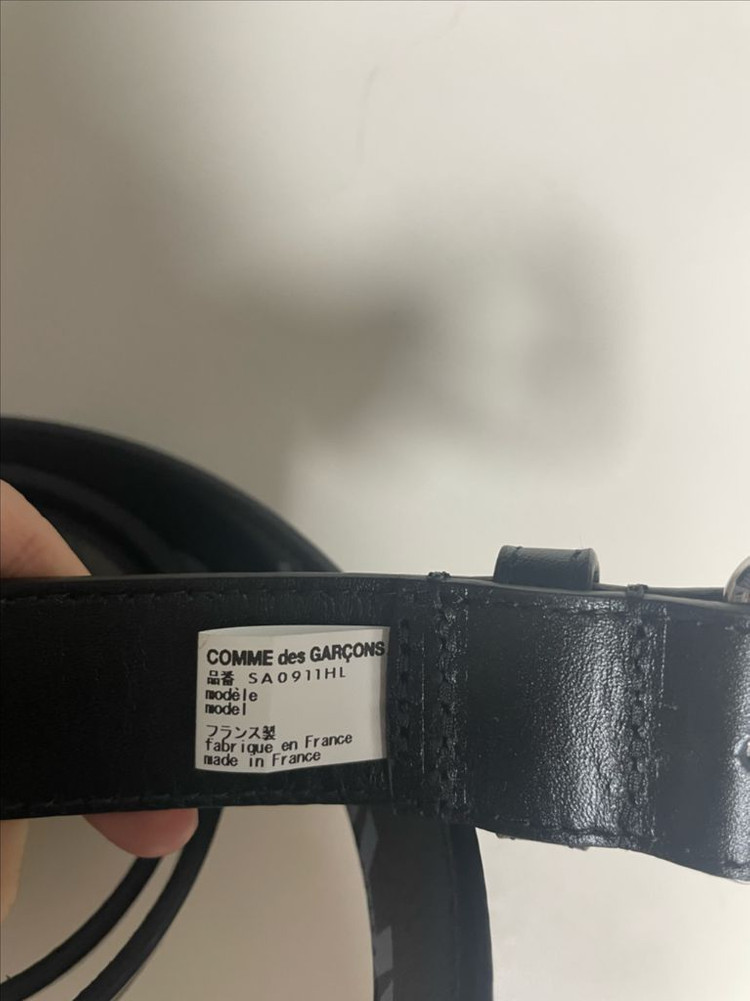 COMME des GARÇONS
品番 SA0911HL
modèle
model
フランス製
fabrique en France
made in France